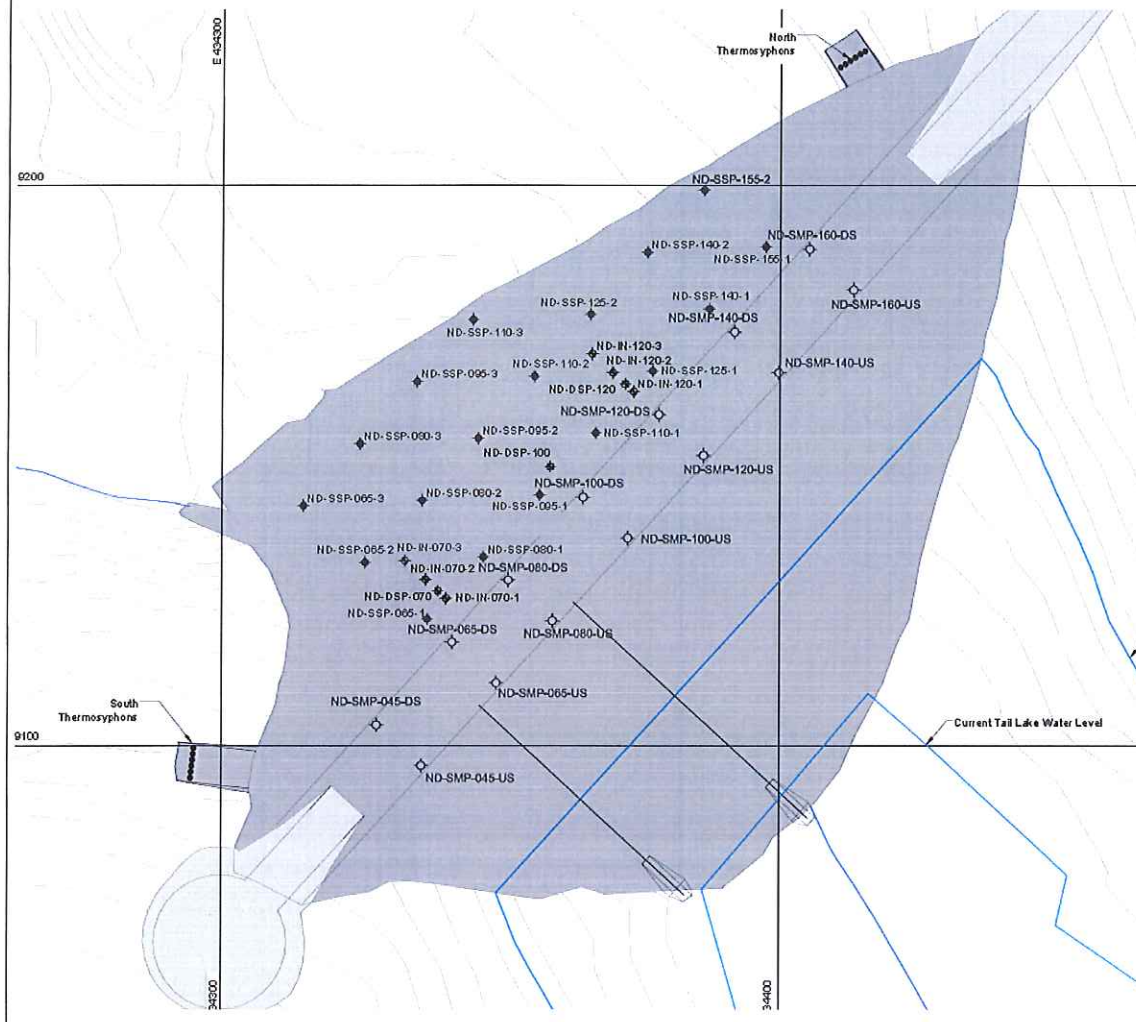 E 434300
North
Thermosyphons
9200
ND-SSP-155-2
ND-SMP-160-DS
ND-SSP-140-2
ND-SSP-155-1
ND-SMP-160-US
ND-SSP-125-2
ND-SSP-140-1
ND-SSP-110-3
ND-SMP-140-DS
ND-IN-120-3
ND-SSP-110-2
ND-IN-120-2
ND-SSP-125-1
ND-SMP-140-US
ND-SSP-095-3
ND-DSP-120
ND-IN-120-1
ND-SMP-120-DS
ND-SSP-110-1
ND-SSP-080-3
ND-SSP-095-2
ND-DSP-100
ND-SMP-120-US
ND-SMP-100-DS
ND-SSP-065-3
ND-SSP-080-2
ND-SSP-095-1
ND-SMP-100-US
ND-SSP-065-2
ND-IN-070-3
ND-SSP-080-1
ND-IN-070-2
ND-SMP-080-DS
ND-DSP-070
ND-IN-070-1
ND-SSP-065-1
ND-SMP-065-DS
ND-SMP-080-US
ND-SMP-065-US
South
Thermosyphons
ND-SMP-045-DS
Current Tail Lake Water Level
9100
ND-SMP-045-US
34300
34400